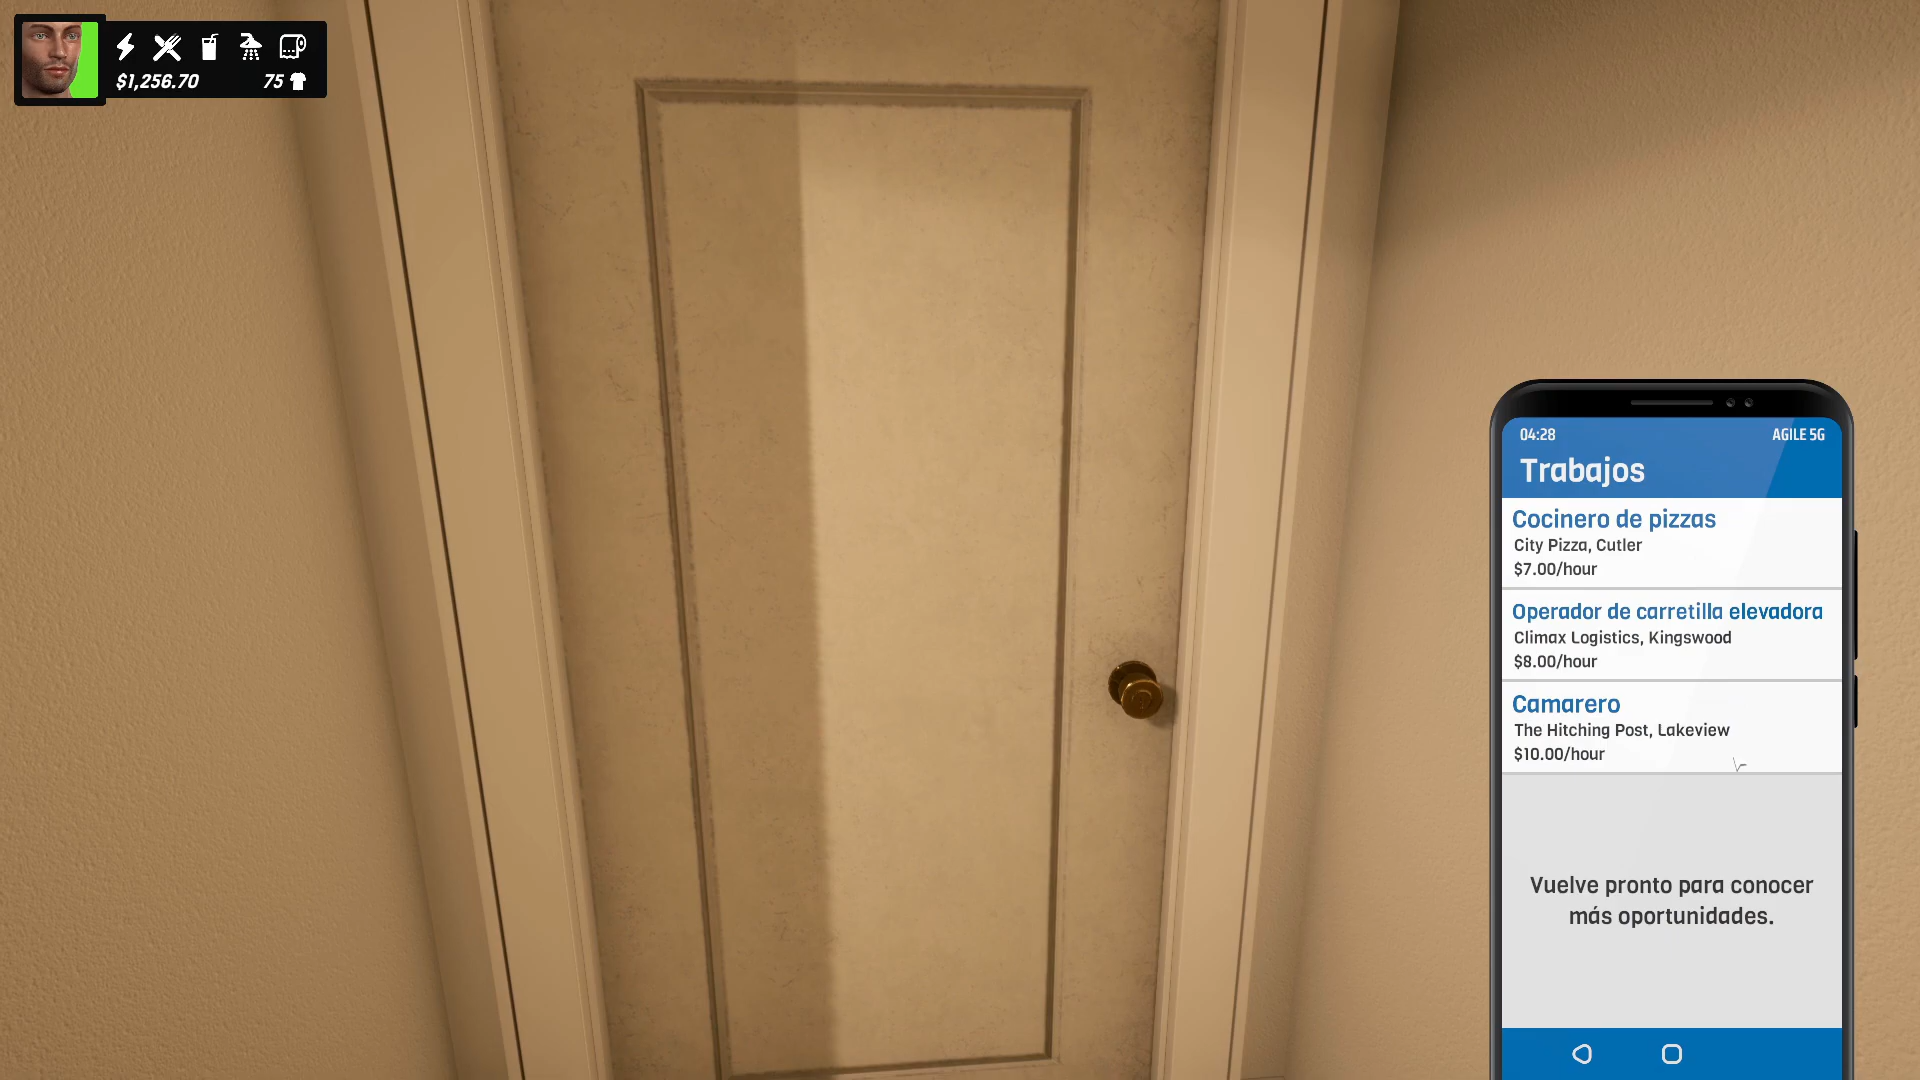 $1,256.70
75
04:28
AGILE 5G
Trabajos
Cocinero de pizzas
City Pizza, Cutler
$7.00/hour
Operador de carretilla elevadora
Climax Logistics, Kingswood
$8.00/hour
Camarero
The Hitching Post, Lakeview
$10.00/hour
Vuelve pronto para conocer
más oportunidades.